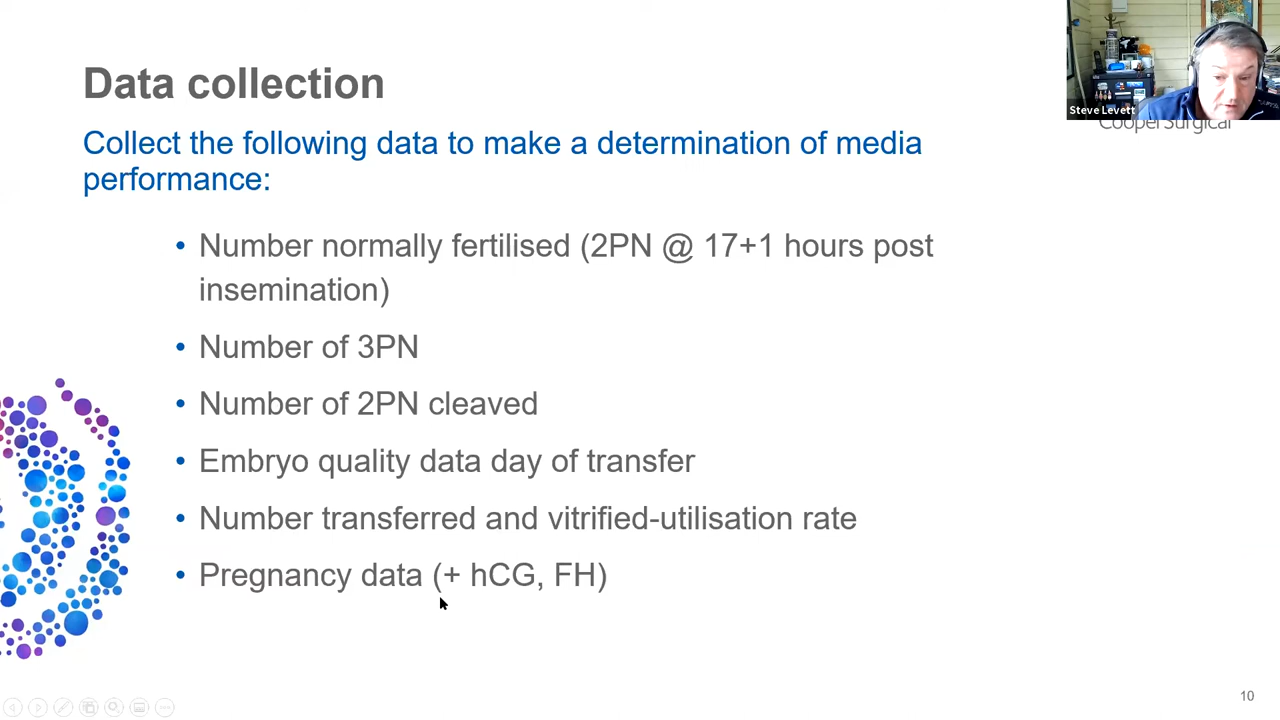 Data collection
Steve Levett
CooperSurgical
Collect the following data to make a determination of media
performance:
• Number normally fertilised (2PN @ 17+1 hours post
insemination)
• Number of 3PN
• Number of 2PN cleaved
• Embryo quality data day of transfer
• Number transferred and vitrified-utilisation rate
• Pregnancy data (+ hCG, FH)
10